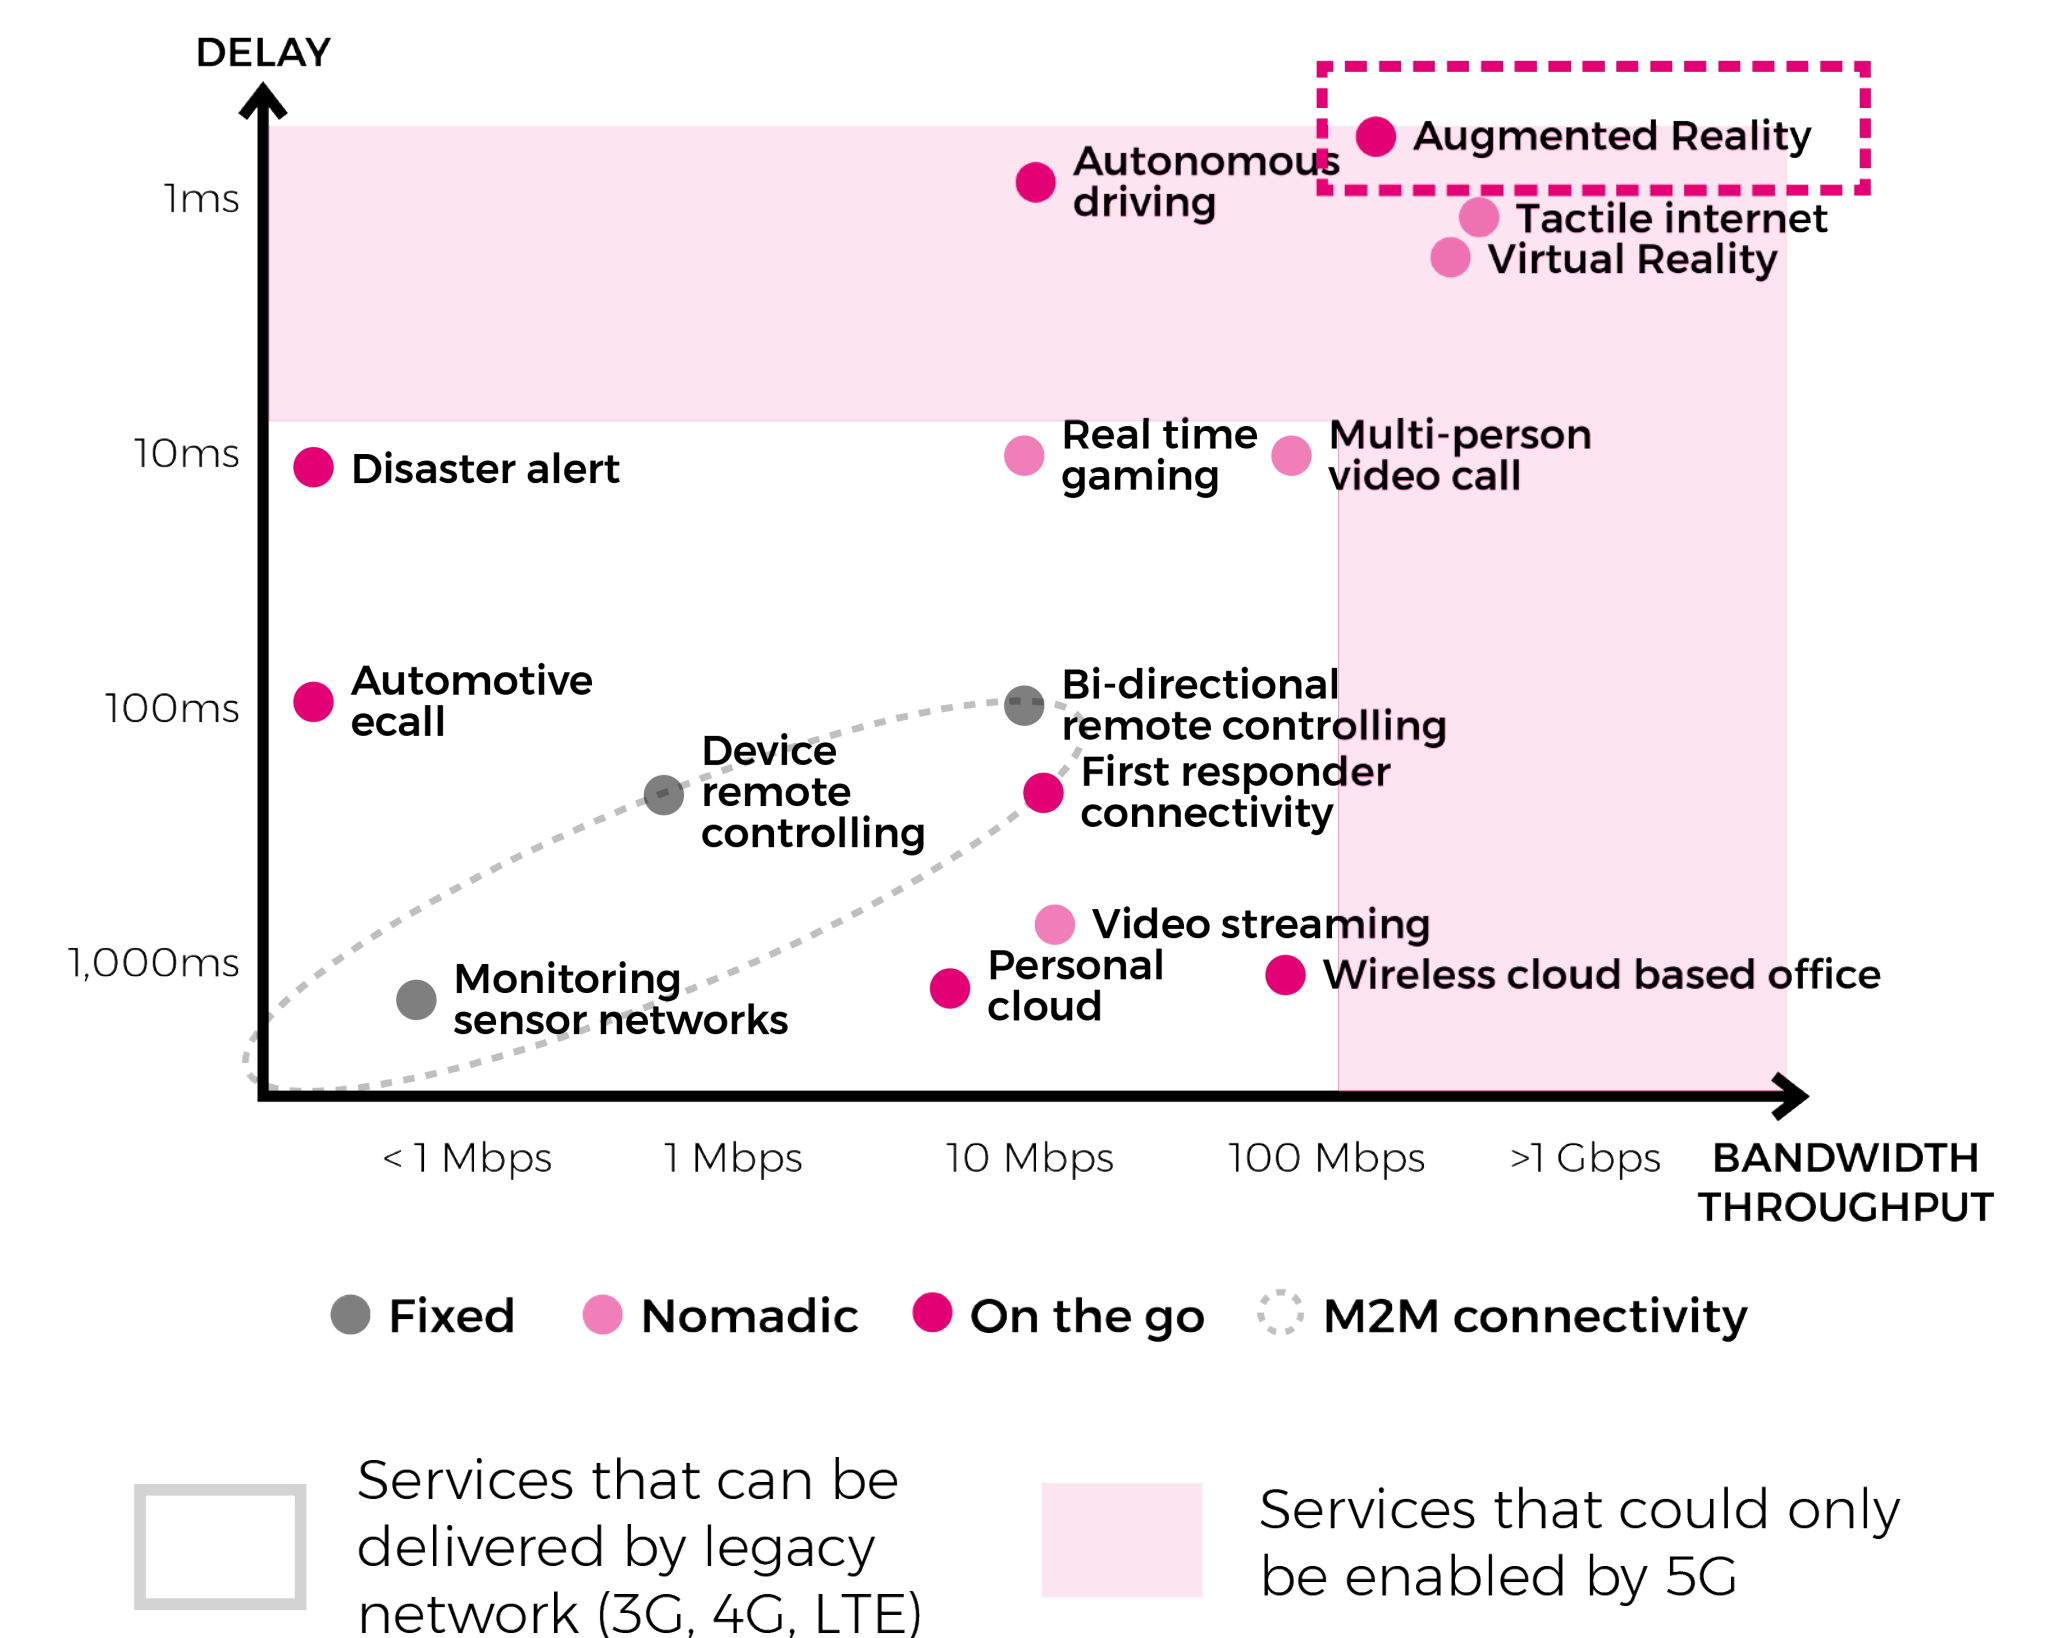 DELAY
Augmented Reality
Autonomous
driving
1ms
Tactile internet
Virtual Reality
10ms
Disaster alert
Real time
gaming
Multi-person
video call
100ms
Automotive
ecall
Bi-directional
remote controlling
Device
remote
controlling
First responder
connectivity
Video streaming
1,000ms
Monitoring
sensor networks
Personal
cloud
Wireless cloud based office
< 1 Mbps
1 Mbps
10 Mbps
100 Mbps
>1 Gbps
BANDWIDTH
THROUGHPUT
Fixed
Nomadic
On the go
M2M connectivity
Services that can be
delivered by legacy
network (3G, 4G, LTE)
Services that could only
be enabled by 5G